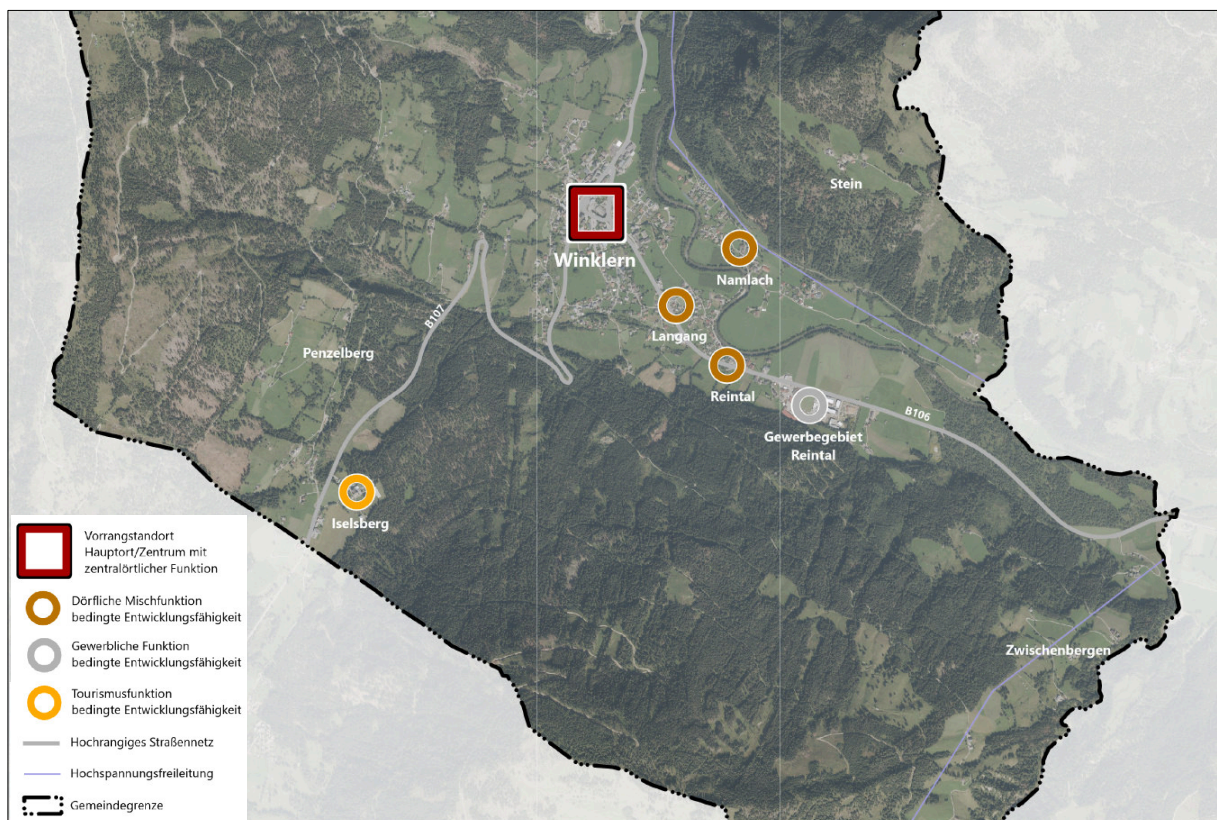 Stein
Winklern
Namlach
B107
Langang
Penzelberg
Reintal
B106
Gewerbegebiet
Reintal
Iselsberg
Zwischenbergen
Vorrangstandort
Hauptort/Zentrum mit
zentralörtlicher Funktion
Dörfliche Mischfunktion
bedingte Entwicklungsfähigkeit
Gewerbliche Funktion
bedingte Entwicklungsfähigkeit
Tourismusfunktion
bedingte Entwicklungsfähigkeit
Hochrangiges Straßennetz
Hochspannungsfreileitung
Gemeindegrenze